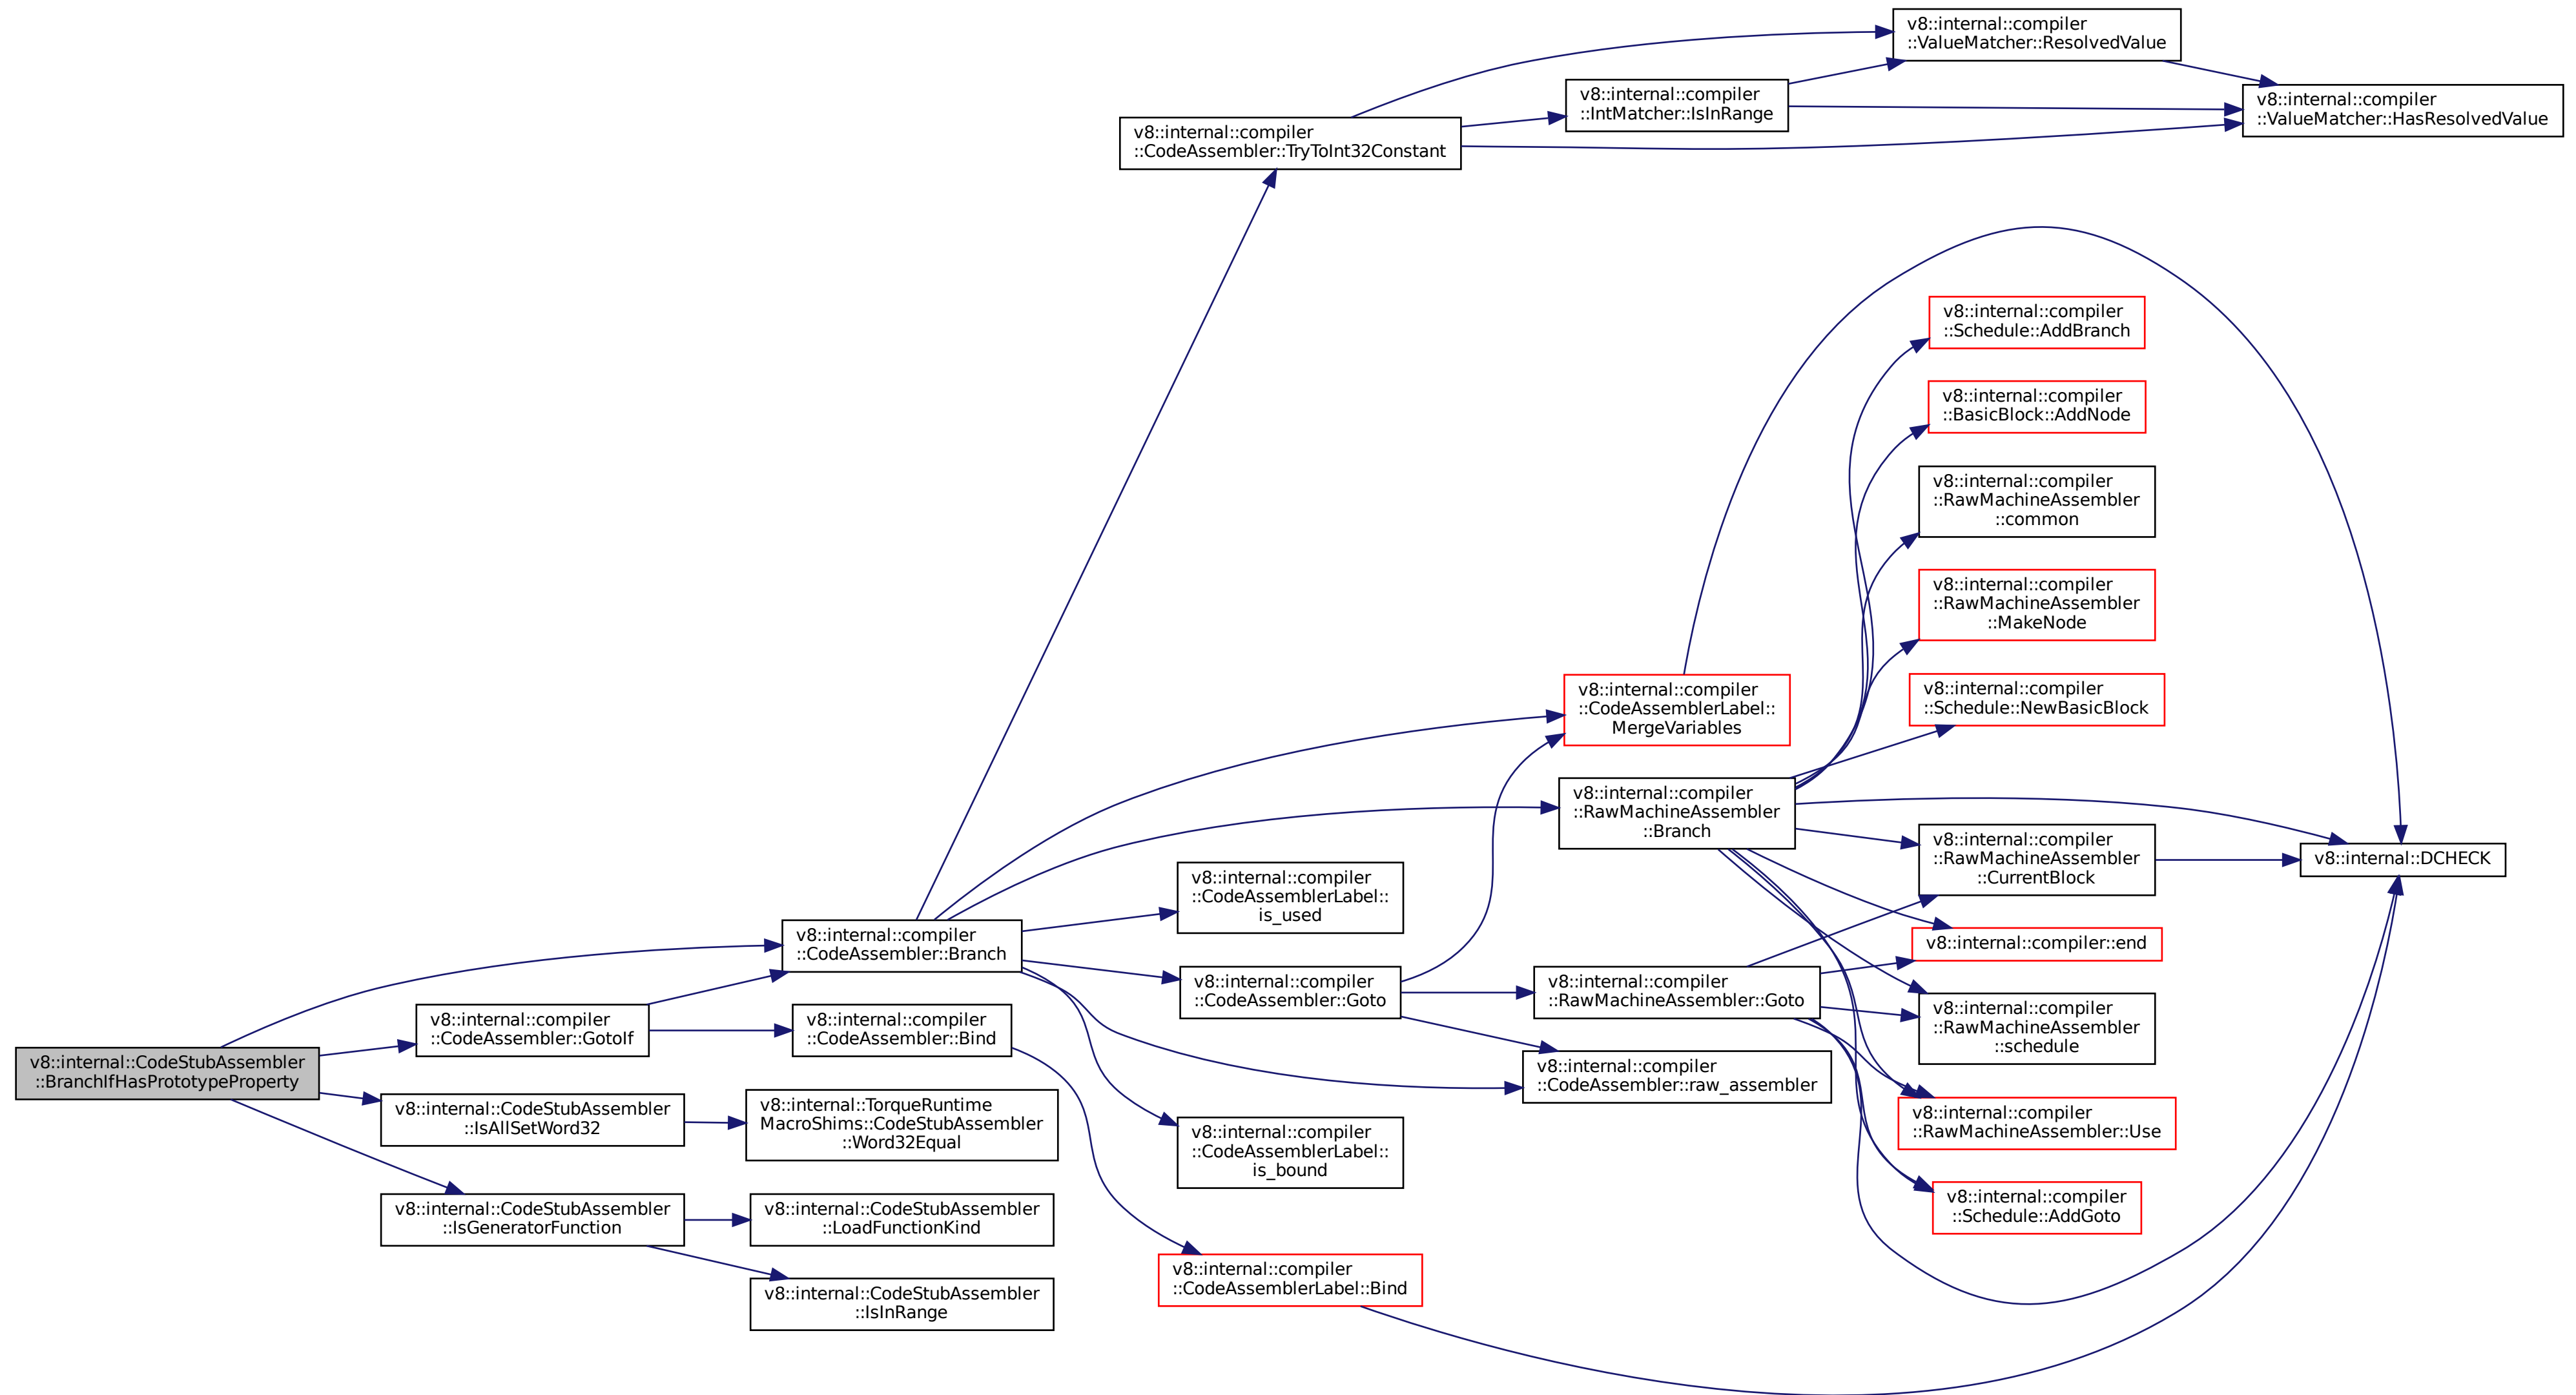 v8::internal::CodeStubAssembler
::BranchIfHasPrototypeProperty
v8::internal::compiler
::CodeAssembler::Branch
v8::internal::compiler
::CodeAssembler::GotoIf
v8::internal::CodeStubAssembler
::IsAllSetWord32
v8::internal::CodeStubAssembler
::IsGeneratorFunction
v8::internal::compiler
::CodeAssembler::Bind
v8::internal::TorqueRuntime
MacroShims::CodeStubAssembler
::Word32Equal
v8::internal::CodeStubAssembler
::LoadFunctionKind
v8::internal::CodeStubAssembler
::IsInRange
v8::internal::compiler
::CodeAssembler::TryToInt32Constant
v8::internal::compiler
::CodeAssemblerLabel::
is_used
v8::internal::compiler
::CodeAssembler::Goto
v8::internal::compiler
::CodeAssemblerLabel::
is_bound
v8::internal::compiler
::CodeAssemblerLabel::Bind
v8::internal::compiler
::IntMatcher::IsInRange
v8::internal::compiler
::CodeAssemblerLabel::
MergeVariables
v8::internal::compiler
::RawMachineAssembler
::Branch
v8::internal::compiler
::RawMachineAssembler::Goto
v8::internal::compiler
::CodeAssembler::raw_assembler
v8::internal::compiler
::ValueMatcher::ResolvedValue
v8::internal::compiler
::ValueMatcher::HasResolvedValue
v8::internal::compiler
::Schedule::AddBranch
v8::internal::compiler
::BasicBlock::AddNode
v8::internal::compiler
::RawMachineAssembler
::common
v8::internal::compiler
::RawMachineAssembler
::MakeNode
v8::internal::compiler
::Schedule::NewBasicBlock
v8::internal::compiler
::RawMachineAssembler
::CurrentBlock
v8::internal::DCHECK
v8::internal::compiler::end
v8::internal::compiler
::RawMachineAssembler
::schedule
v8::internal::compiler
::RawMachineAssembler::Use
v8::internal::compiler
::Schedule::AddGoto